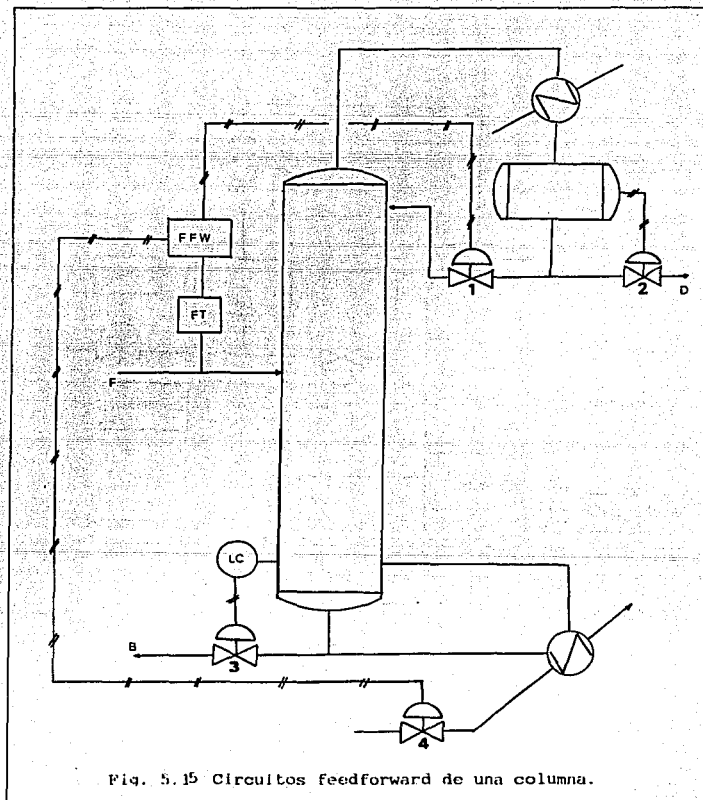 FFW
FT
F
1
2
D
LC
B
3
4
Fig. 5.15 Circuitos feedforward de una columna.